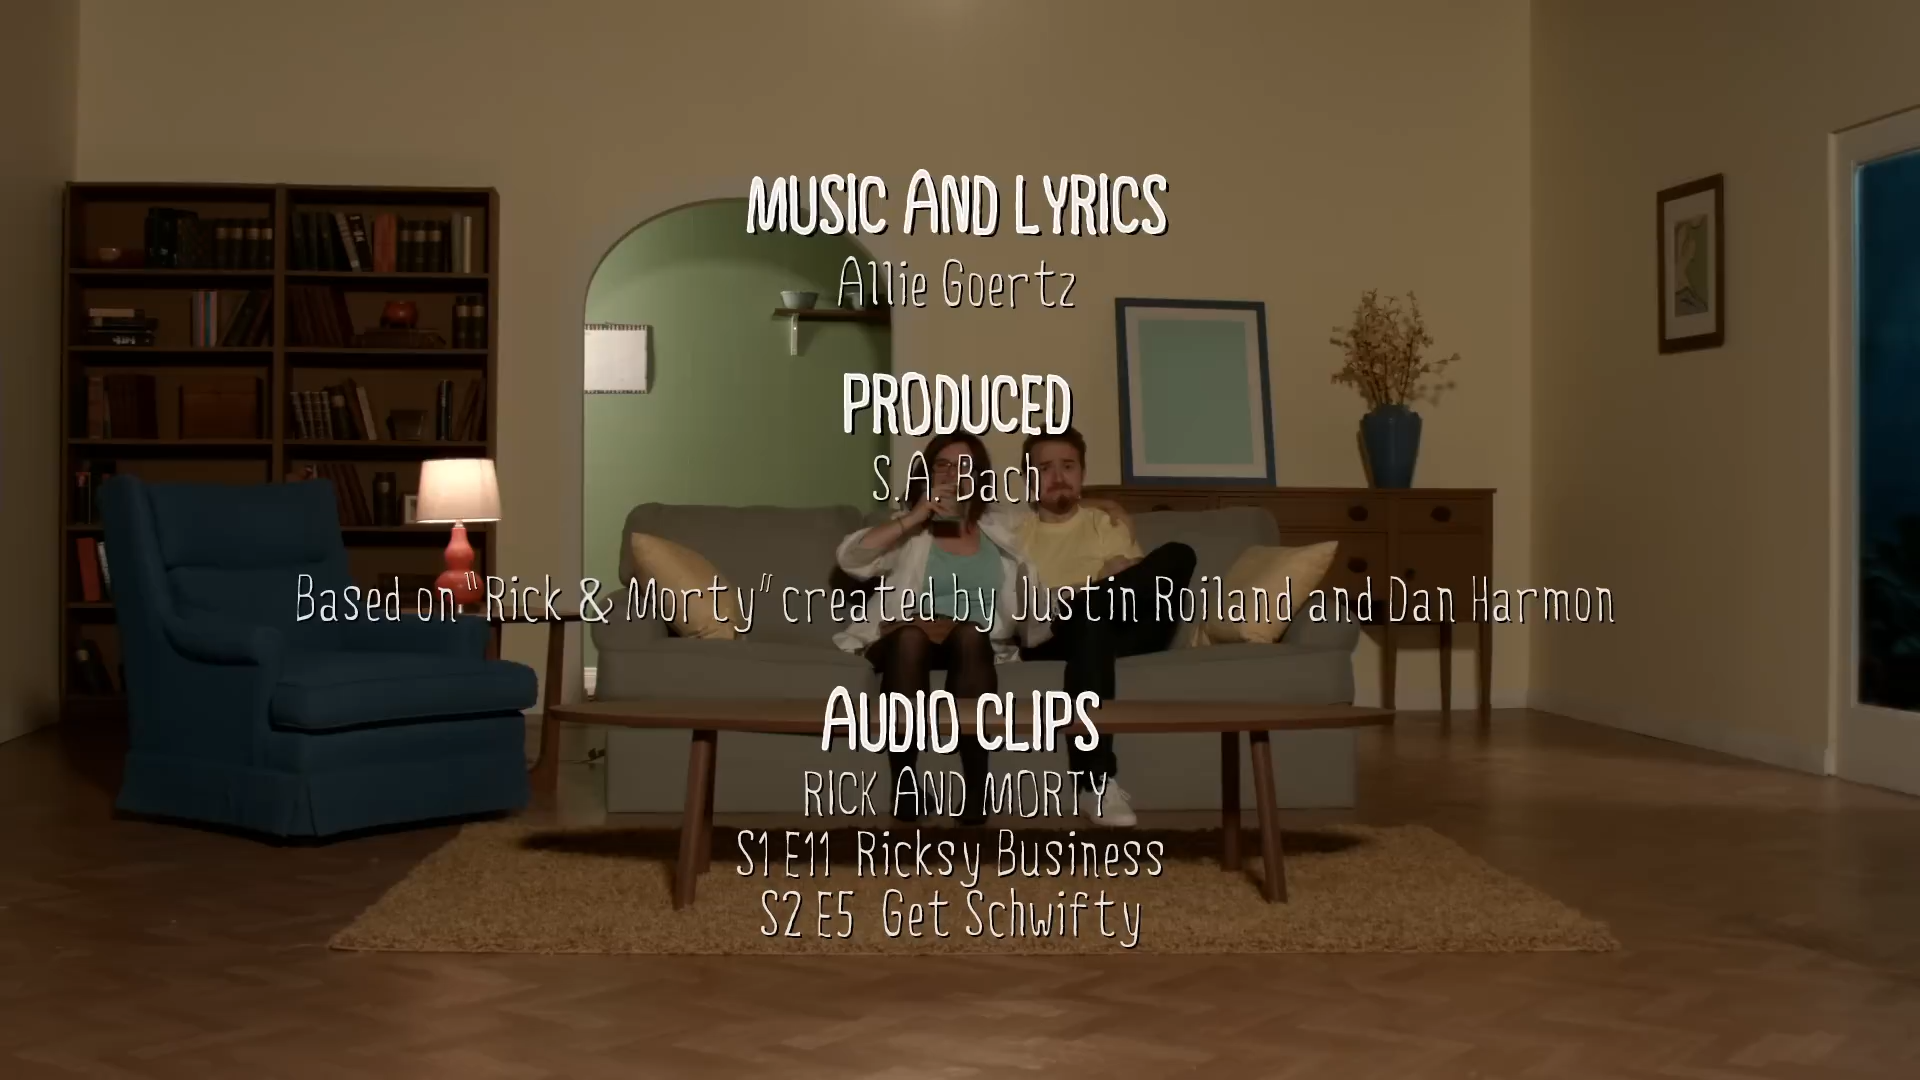 MUSIC AND LYRICS
Allie Goertz
PRODUCED
S.A. Bach
Based on "Rick & Morty" created by Justin Roiland and Dan Harmon
AUDIO CLIPS
RICK AND MORTY
S1 E11 Ricksy Business
S2 E5 Get Schwifty